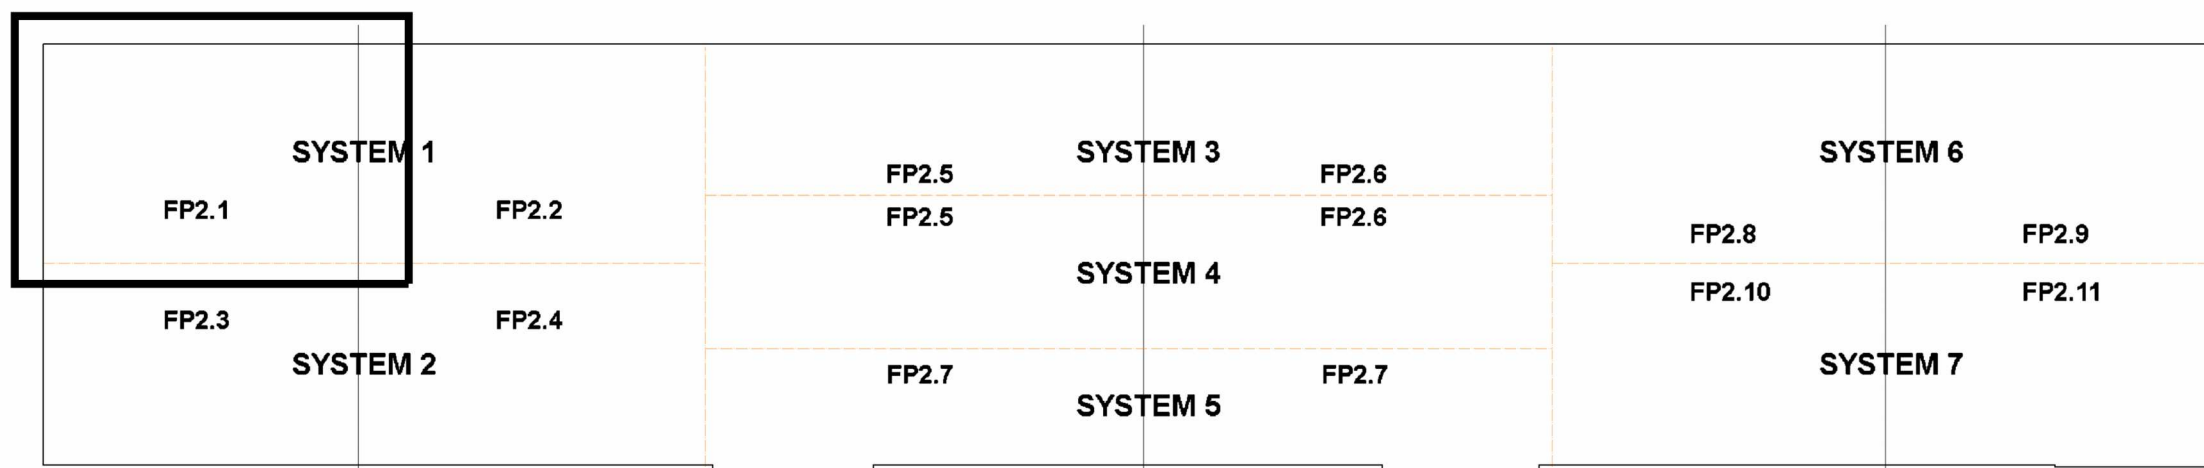 SYSTEM 1
FP2.1
FP2.2
FP2.3
FP2.4
SYSTEM 2
SYSTEM 3
FP2.5
FP2.6
FP2.5
FP2.6
SYSTEM 4
FP2.7
FP2.7
SYSTEM 5
SYSTEM 6
FP2.8
FP2.9
FP2.10
FP2.11
SYSTEM 7